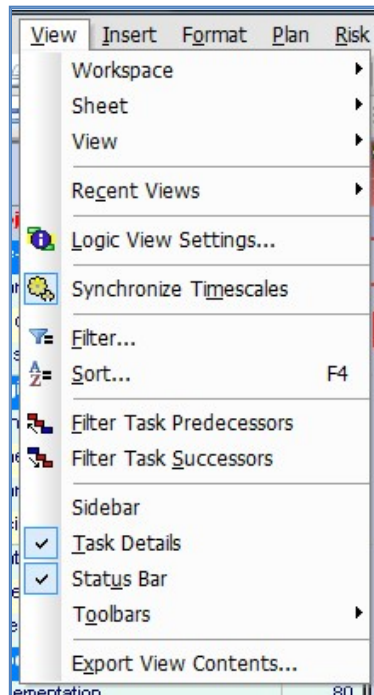 View Insert Format Plan Risk
Workspace
Sheet
View
Recent Views
Logic View Settings...
Synchronize Timescales
Filter...
Sort... F4
Filter Task Predecessors
Filter Task Successors
Sidebar
Task Details
Status Bar
Toolbars
Export View Contents...
ementation 80